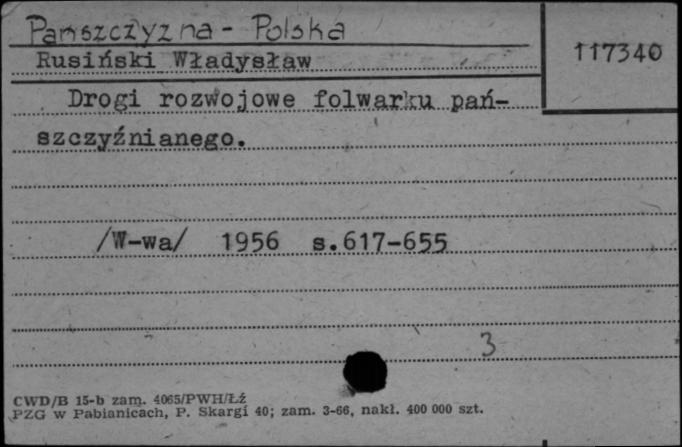 Pańszczyzna - Polska
117340
Rusiński Władysław
Drogi rozwojowe folwarku pań-
szczyźnianego.
/W-wa/ 1956 s.617-655
3
CWD/B 15-b zam. 4065/PWH/Łź
PZG w Pabianicach, P. Skargi 40; zam. 3-66, nakł. 400 000 szt.